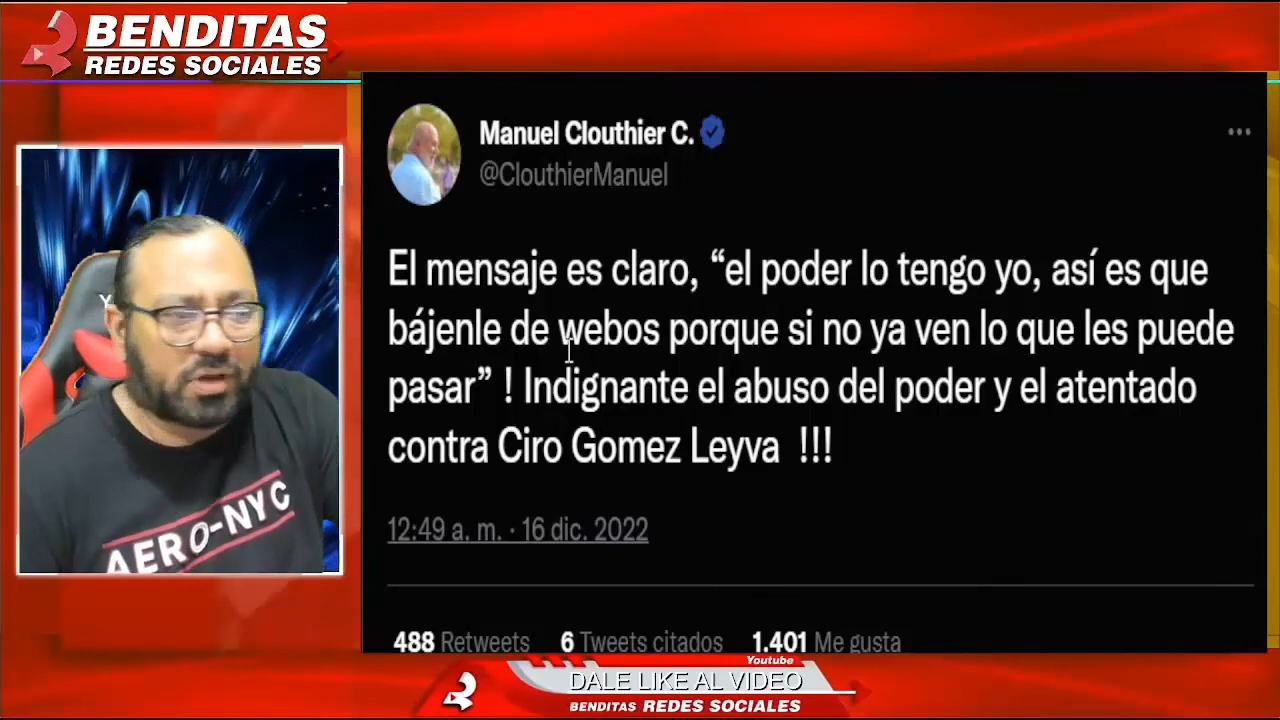 BENDITAS
REDES SOCIALES
Manuel Clouthier C.
@ClouthierManuel
El mensaje es claro, “el poder lo tengo yo, así es que
bájenle de webos porque si no ya ven lo que les puede
pasar” ! Indignante el abuso del poder y el atentado
contra Ciro Gomez Leyva !!!
12:49 a. m. · 16 dic. 2022
488 Retweets 6 Tweets citados 1.401 Me gusta
AERO-NYC
Youtube
DALE LIKE AL VIDEO
BENDITAS REDES SOCIALES